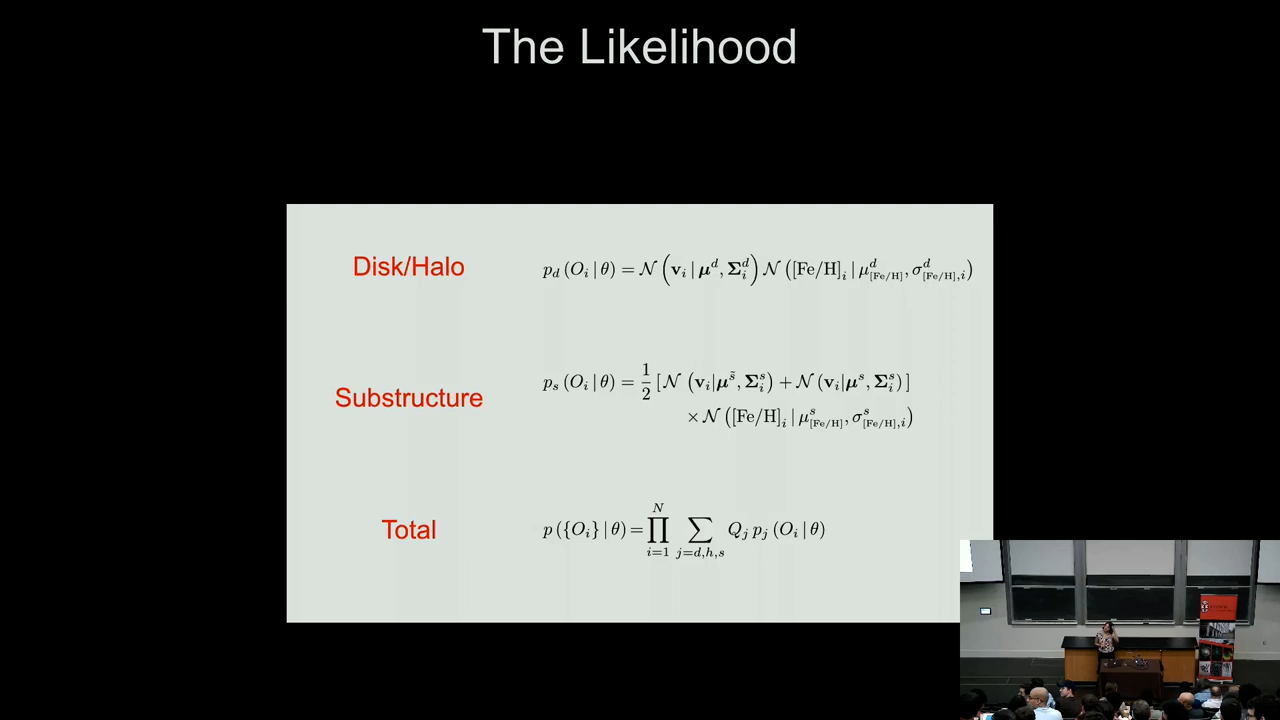 The Likelihood
Disk/Halo
p_d (O_i | θ) = 𝒩 (v_i | μ^d, Σ_i^d) 𝒩 ([Fe/H]_i | μ^d_[Fe/H], σ^d_[Fe/H],i)
Substructure
p_s (O_i | θ) = 1/2 [ 𝒩 (v_i | μ^s̃, Σ_i^s) + 𝒩 (v_i | μ^s, Σ_i^s) ]
× 𝒩 ([Fe/H]_i | μ^s_[Fe/H], σ^s_[Fe/H],i)
Total
p ({O_i} | θ) = ∏_{i=1}^{N} ∑_{j=d,h,s} Q_j p_j (O_i | θ)